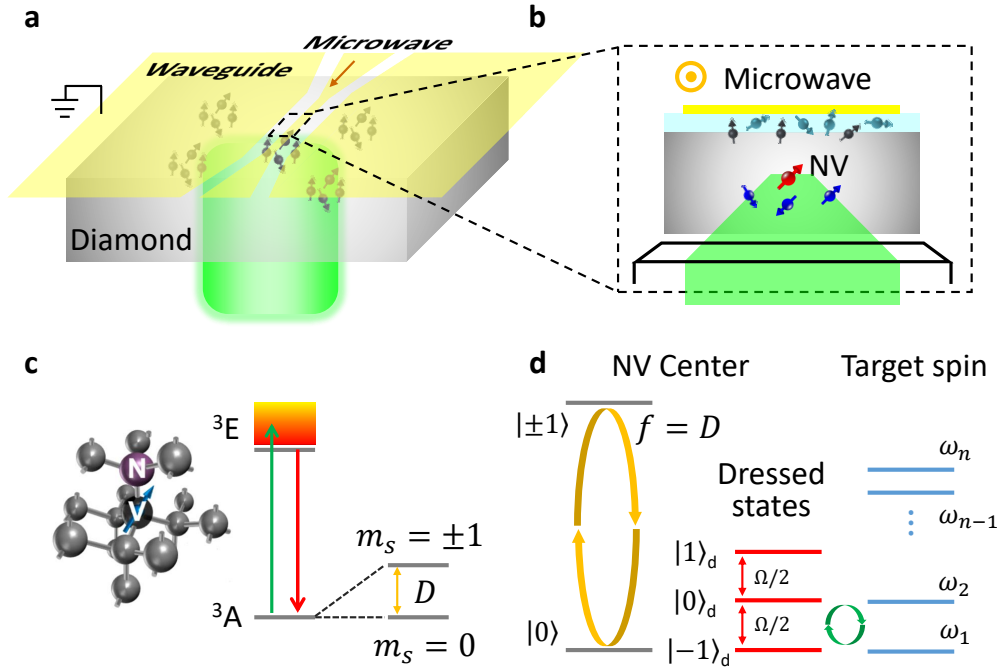 a
Microwave
Waveguide
Diamond
b
Microwave
NV
c
N
V
³E
³A
mₛ = ±1
D
mₛ = 0
d
NV Center
Target spin
|±1⟩
f = D
|0⟩
Dressed
states
|1⟩d
Ω/2
|0⟩d
Ω/2
|−1⟩d
ωₙ
ωₙ₋₁
ω₂
ω₁